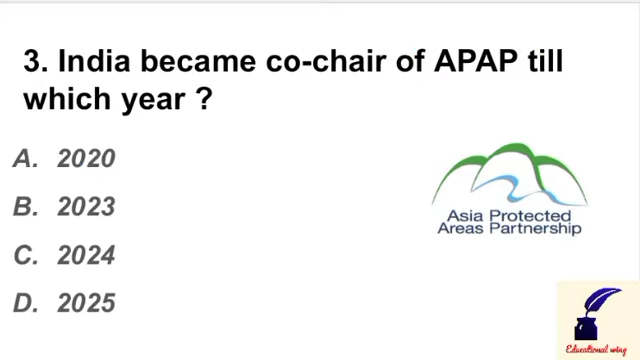 3. India became co-chair of APAP till
which year ?
A. 2020
B. 2023
C. 2024
D. 2025
Asia Protected
Areas Partnership
Educational wing